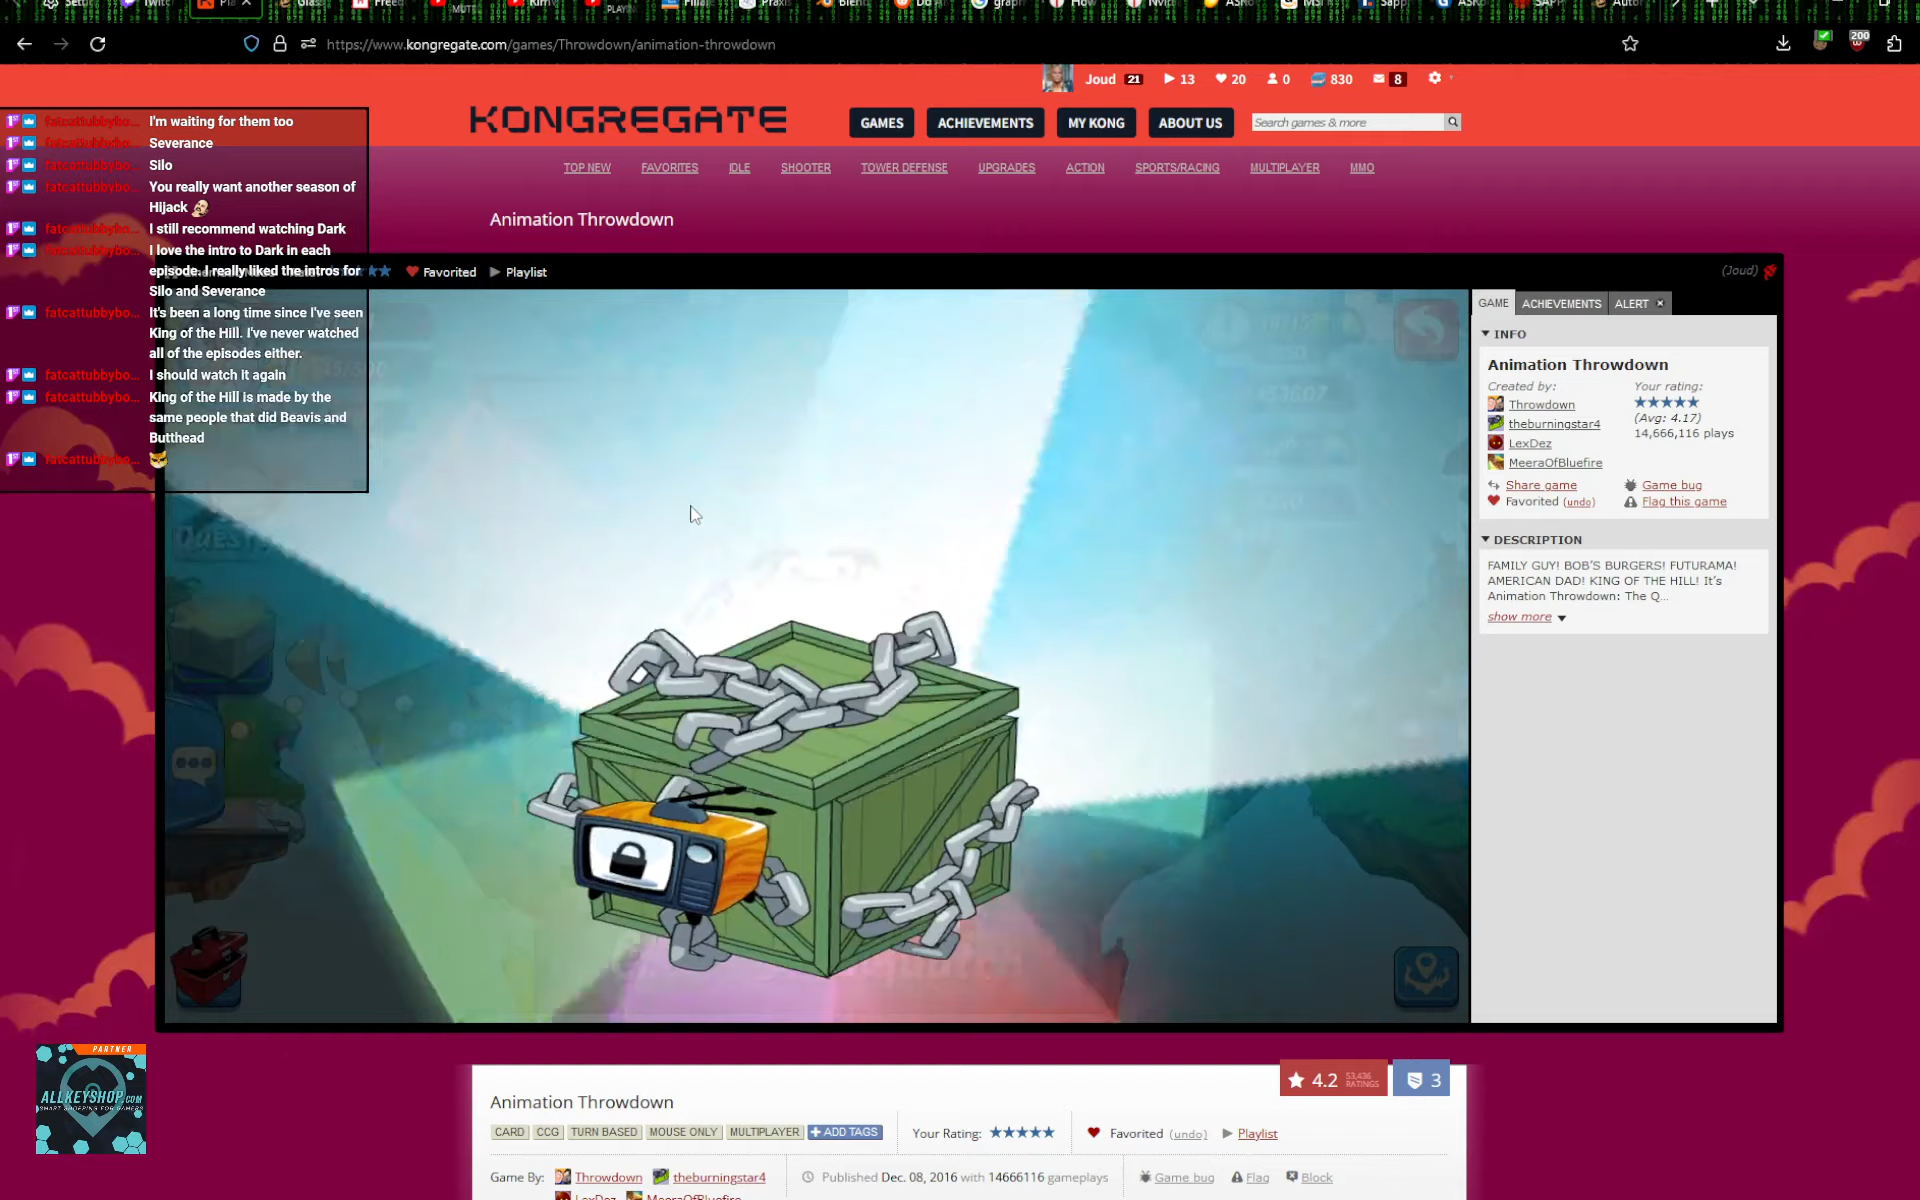 https://www.kongregate.com/games/Throwdown/animation-throwdown
200
Joud 21 13 20 0 830 8
KONGREGATE
GAMES ACHIEVEMENTS MY KONG ABOUT US
Search games & more
TOP NEW FAVORITES IDLE SHOOTER TOWER DEFENSE UPGRADES ACTION SPORTS/RACING MULTIPLAYER MMO
Animation Throwdown
Favorited Playlist
(Joud)
I'm waiting for them too
Severance
Silo
You really want another season of
Hijack
I still recommend watching Dark
I love the intro to Dark in each
episode. I really liked the intros for
Silo and Severance
It's been a long time since I've seen
King of the Hill. I've never watched
all of the episodes either.
I should watch it again
King of the Hill is made by the
same people that did Beavis and
Butthead
GAME ACHIEVEMENTS ALERT ×
INFO
Animation Throwdown
Created by: Your rating:
Throwdown
theburningstar4 (Avg: 4.17)
LexDez 14,666,116 plays
MeeraOfBluefire
Share game Game bug
Favorited (undo) Flag this game
DESCRIPTION
FAMILY GUY! BOB'S BURGERS! FUTURAMA!
AMERICAN DAD! KING OF THE HILL! It's
Animation Throwdown: The Q...
show more
PARTNER
ALLKEYSHOP.COM
SMART SHOPPING FOR GAMERS
4.2 53,436 RATINGS 3
Animation Throwdown
CARD CCG TURN BASED MOUSE ONLY MULTIPLAYER ADD TAGS
Your Rating: Favorited (undo) Playlist
Game By: Throwdown theburningstar4
Published Dec. 08, 2016 with 14666116 gameplays
Game bug Flag Block
LexDez MeeraOfBluefire